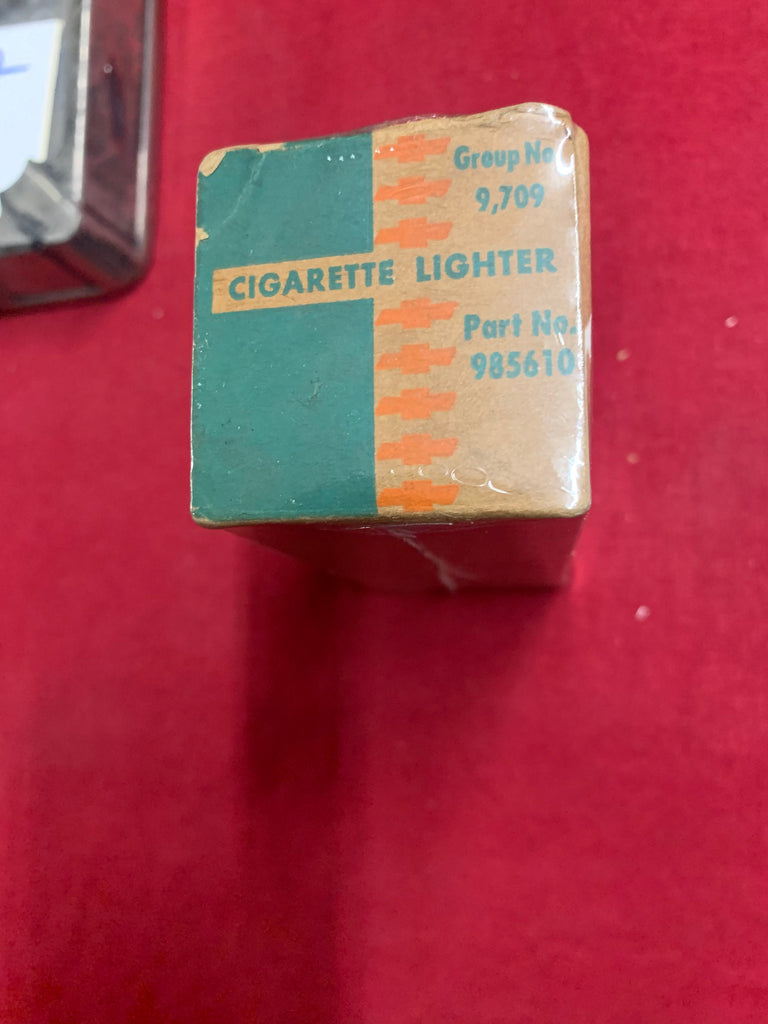 Group No.
9,709
CIGARETTE LIGHTER
Part No.
985610